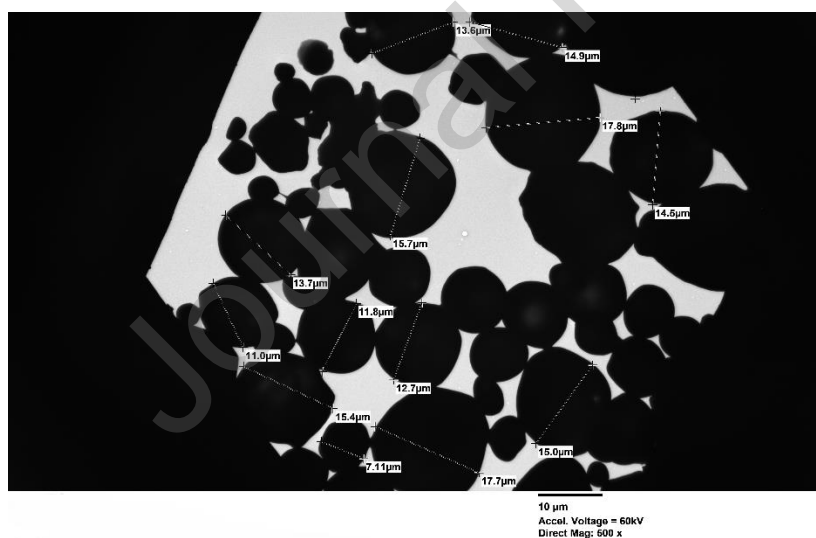 13.6µm
14.9µm
17.8µm
14.5µm
15.7µm
13.7µm
11.8µm
11.0µm
12.7µm
15.4µm
15.0µm
7.11µm
17.7µm
Journal
10 µm
Accel. Voltage = 60kV
Direct Mag: 600 x